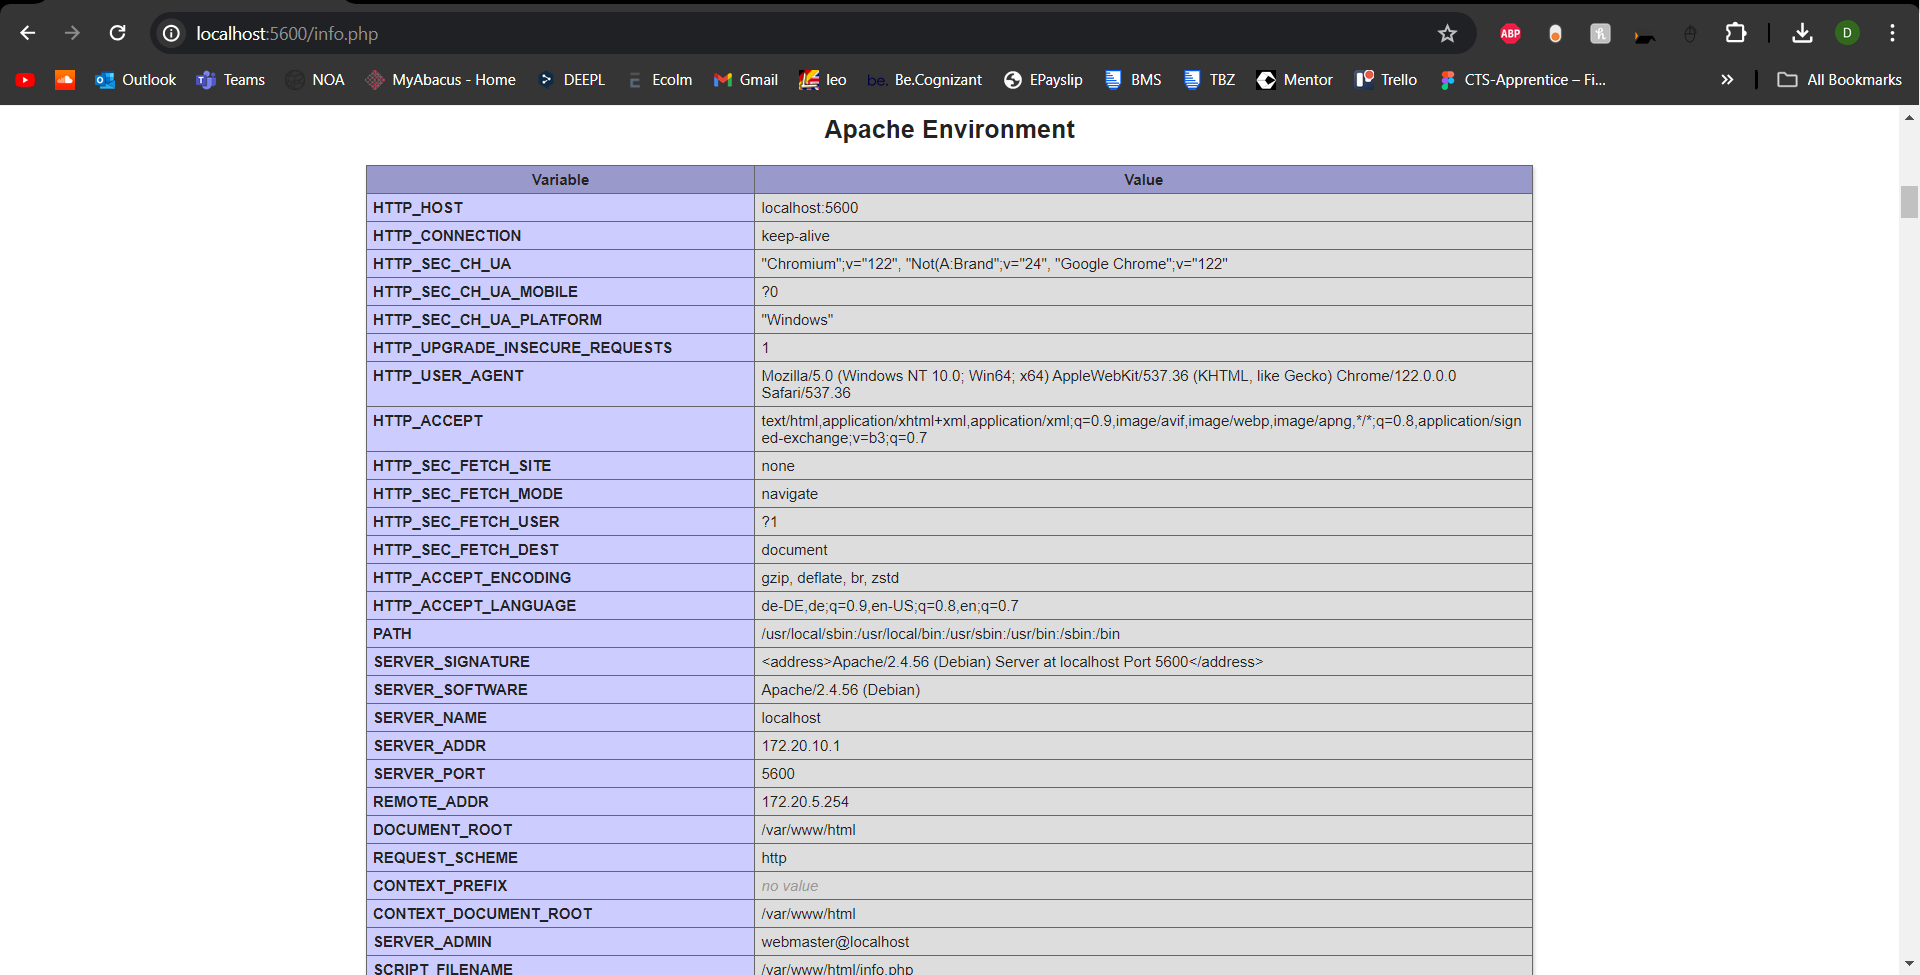 localhost:5600/info.php
ABP
D
Outlook Teams NOA MyAbacus - Home DEEPL Ecolm Gmail leo be. Be.Cognizant EPayslip BMS TBZ Mentor Trello CTS-Apprentice – Fi... » All Bookmarks
Apache Environment
Variable Value
HTTP_HOST localhost:5600
HTTP_CONNECTION keep-alive
HTTP_SEC_CH_UA "Chromium";v="122", "Not(A:Brand";v="24", "Google Chrome";v="122"
HTTP_SEC_CH_UA_MOBILE ?0
HTTP_SEC_CH_UA_PLATFORM "Windows"
HTTP_UPGRADE_INSECURE_REQUESTS 1
HTTP_USER_AGENT Mozilla/5.0 (Windows NT 10.0; Win64; x64) AppleWebKit/537.36 (KHTML, like Gecko) Chrome/122.0.0.0
Safari/537.36
HTTP_ACCEPT text/html,application/xhtml+xml,application/xml;q=0.9,image/avif,image/webp,image/apng,*/*;q=0.8,application/sign
ed-exchange;v=b3;q=0.7
HTTP_SEC_FETCH_SITE none
HTTP_SEC_FETCH_MODE navigate
HTTP_SEC_FETCH_USER ?1
HTTP_SEC_FETCH_DEST document
HTTP_ACCEPT_ENCODING gzip, deflate, br, zstd
HTTP_ACCEPT_LANGUAGE de-DE,de;q=0.9,en-US;q=0.8,en;q=0.7
PATH /usr/local/sbin:/usr/local/bin:/usr/sbin:/usr/bin:/sbin:/bin
SERVER_SIGNATURE &lt;address&gt;Apache/2.4.56 (Debian) Server at localhost Port 5600&lt;/address&gt;
SERVER_SOFTWARE Apache/2.4.56 (Debian)
SERVER_NAME localhost
SERVER_ADDR 172.20.10.1
SERVER_PORT 5600
REMOTE_ADDR 172.20.5.254
DOCUMENT_ROOT /var/www/html
REQUEST_SCHEME http
CONTEXT_PREFIX no value
CONTEXT_DOCUMENT_ROOT /var/www/html
SERVER_ADMIN webmaster@localhost
SCRIPT_FILENAME /var/www/html/info.php